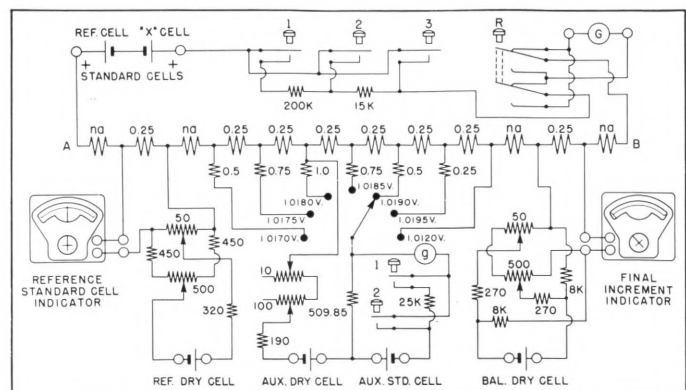 REF. CELL "X" CELL
+ +
STANDARD CELLS
1 2 3 R
G
200K 15K
A na 0.25 na 0.25 0.25 0.25 0.25 0.25 0.25 na 0.25 na B
0.5 0.75 1.0 0.75 0.5 0.25
1.0185V.
1.0180V. 1.0190V.
1.0175V. 1.0195V.
1.0170V. 1.0120V.
REFERENCE
STANDARD CELL
INDICATOR
50
450 450
500
320
REF. DRY CELL
10
100
509.85
190
AUX. DRY CELL
g
1
25K
2
AUX. STD. CELL
50
500
270 8K
270
8K
BAL. DRY CELL
FINAL
INCREMENT
INDICATOR